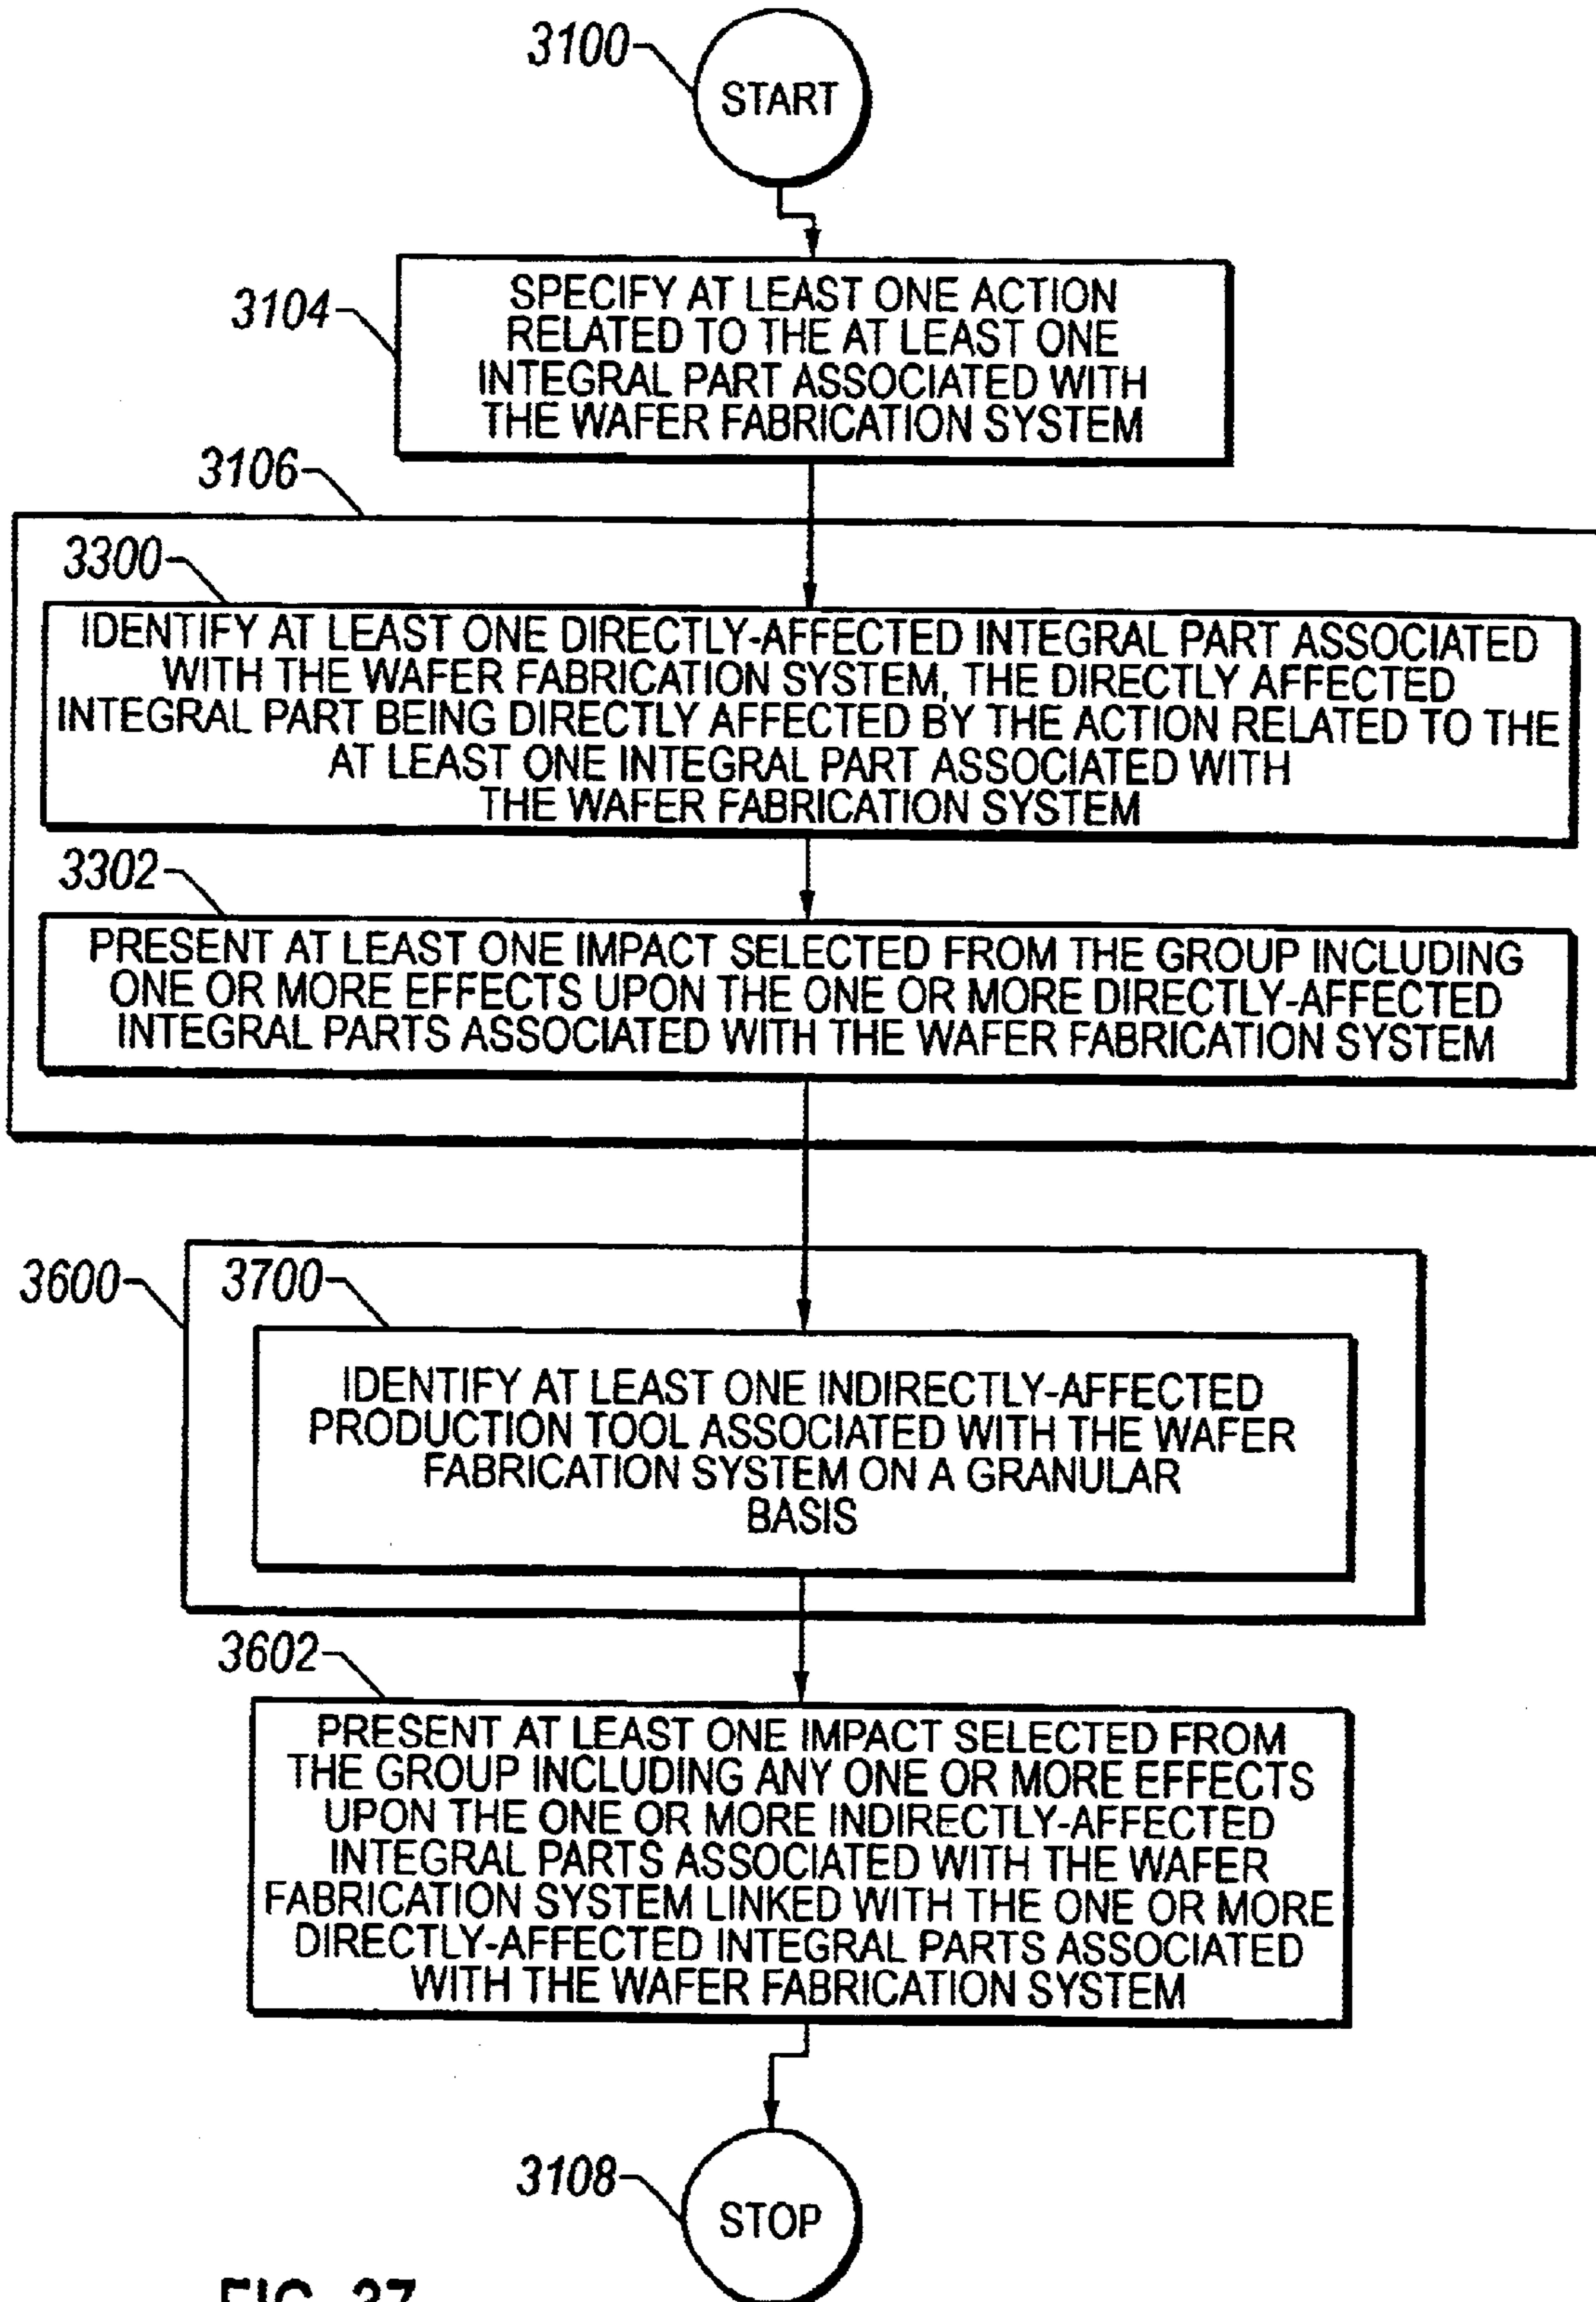 3100
START
3104
SPECIFY AT LEAST ONE ACTION
RELATED TO THE AT LEAST ONE
INTEGRAL PART ASSOCIATED WITH
THE WAFER FABRICATION SYSTEM
3106
3300
IDENTIFY AT LEAST ONE DIRECTLY-AFFECTED INTEGRAL PART ASSOCIATED
WITH THE WAFER FABRICATION SYSTEM, THE DIRECTLY AFFECTED
INTEGRAL PART BEING DIRECTLY AFFECTED BY THE ACTION RELATED TO THE
AT LEAST ONE INTEGRAL PART ASSOCIATED WITH
THE WAFER FABRICATION SYSTEM
3302
PRESENT AT LEAST ONE IMPACT SELECTED FROM THE GROUP INCLUDING
ONE OR MORE EFFECTS UPON THE ONE OR MORE DIRECTLY-AFFECTED
INTEGRAL PARTS ASSOCIATED WITH THE WAFER FABRICATION SYSTEM
3600
3700
IDENTIFY AT LEAST ONE INDIRECTLY-AFFECTED
PRODUCTION TOOL ASSOCIATED WITH THE WAFER
FABRICATION SYSTEM ON A GRANULAR
BASIS
3602
PRESENT AT LEAST ONE IMPACT SELECTED FROM
THE GROUP INCLUDING ANY ONE OR MORE EFFECTS
UPON THE ONE OR MORE INDIRECTLY-AFFECTED
INTEGRAL PARTS ASSOCIATED WITH THE WAFER
FABRICATION SYSTEM LINKED WITH THE ONE OR MORE
DIRECTLY-AFFECTED INTEGRAL PARTS ASSOCIATED
WITH THE WAFER FABRICATION SYSTEM
3108
STOP
FIG. 37